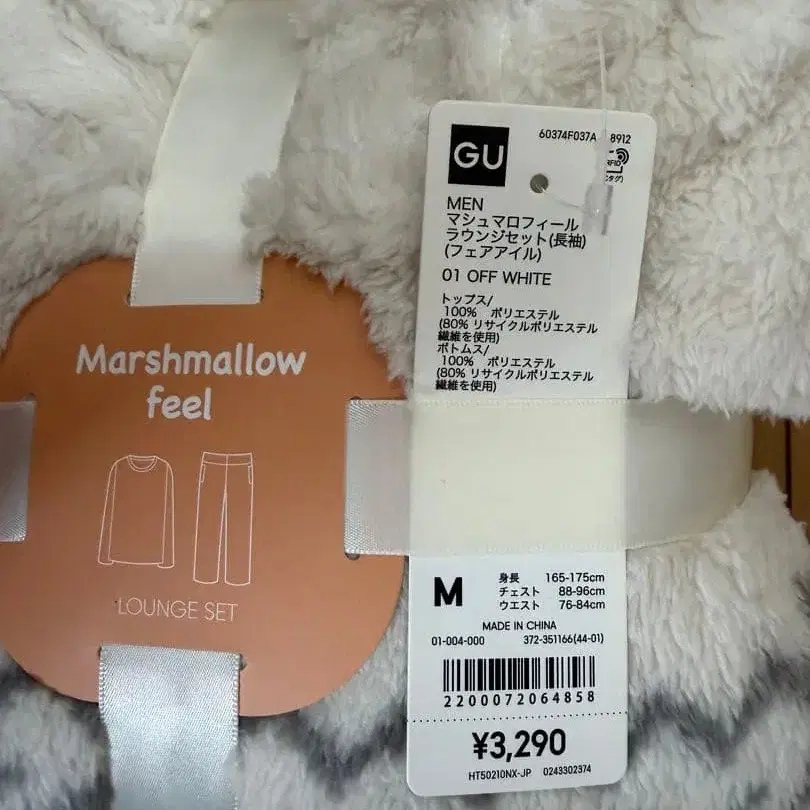 Marshmallow
feel
LOUNGE SET
GU
60374F037A 8912
MEN
マシュマロフィール
ラウンジセット(長袖)
(フェアアイル)
01 OFF WHITE
トップス/
100% ポリエステル
(80% リサイクルポリエステル
繊維を使用)
ボトムス/
100% ポリエステル
(80% リサイクルポリエステル
繊維を使用)
M
身長 165-175cm
チェスト 88-96cm
ウエスト 76-84cm
MADE IN CHINA
01-004-000 372-351166(44-01)
2200072064858
¥3,290
HT50210NX-JP 0243302374